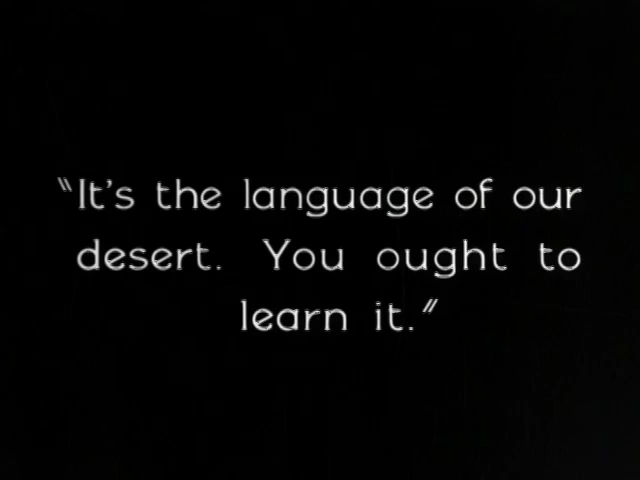 "It's the language of our
desert. You ought to
learn it."